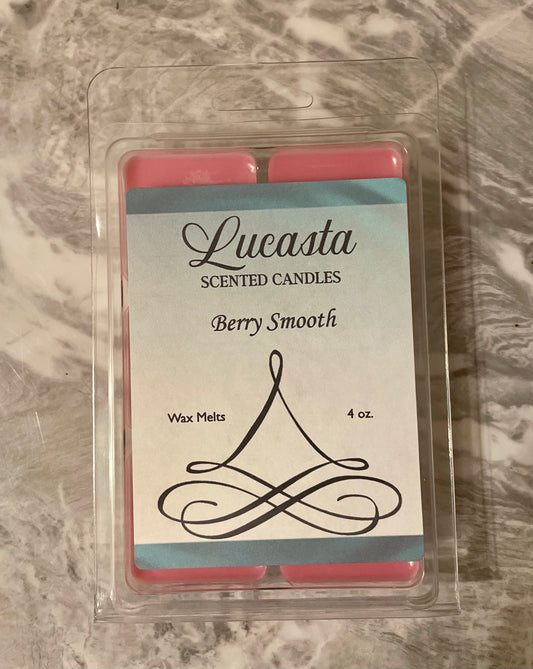 Lucasta
SCENTED CANDLES
Berry Smooth
Wax Melts 4 oz.